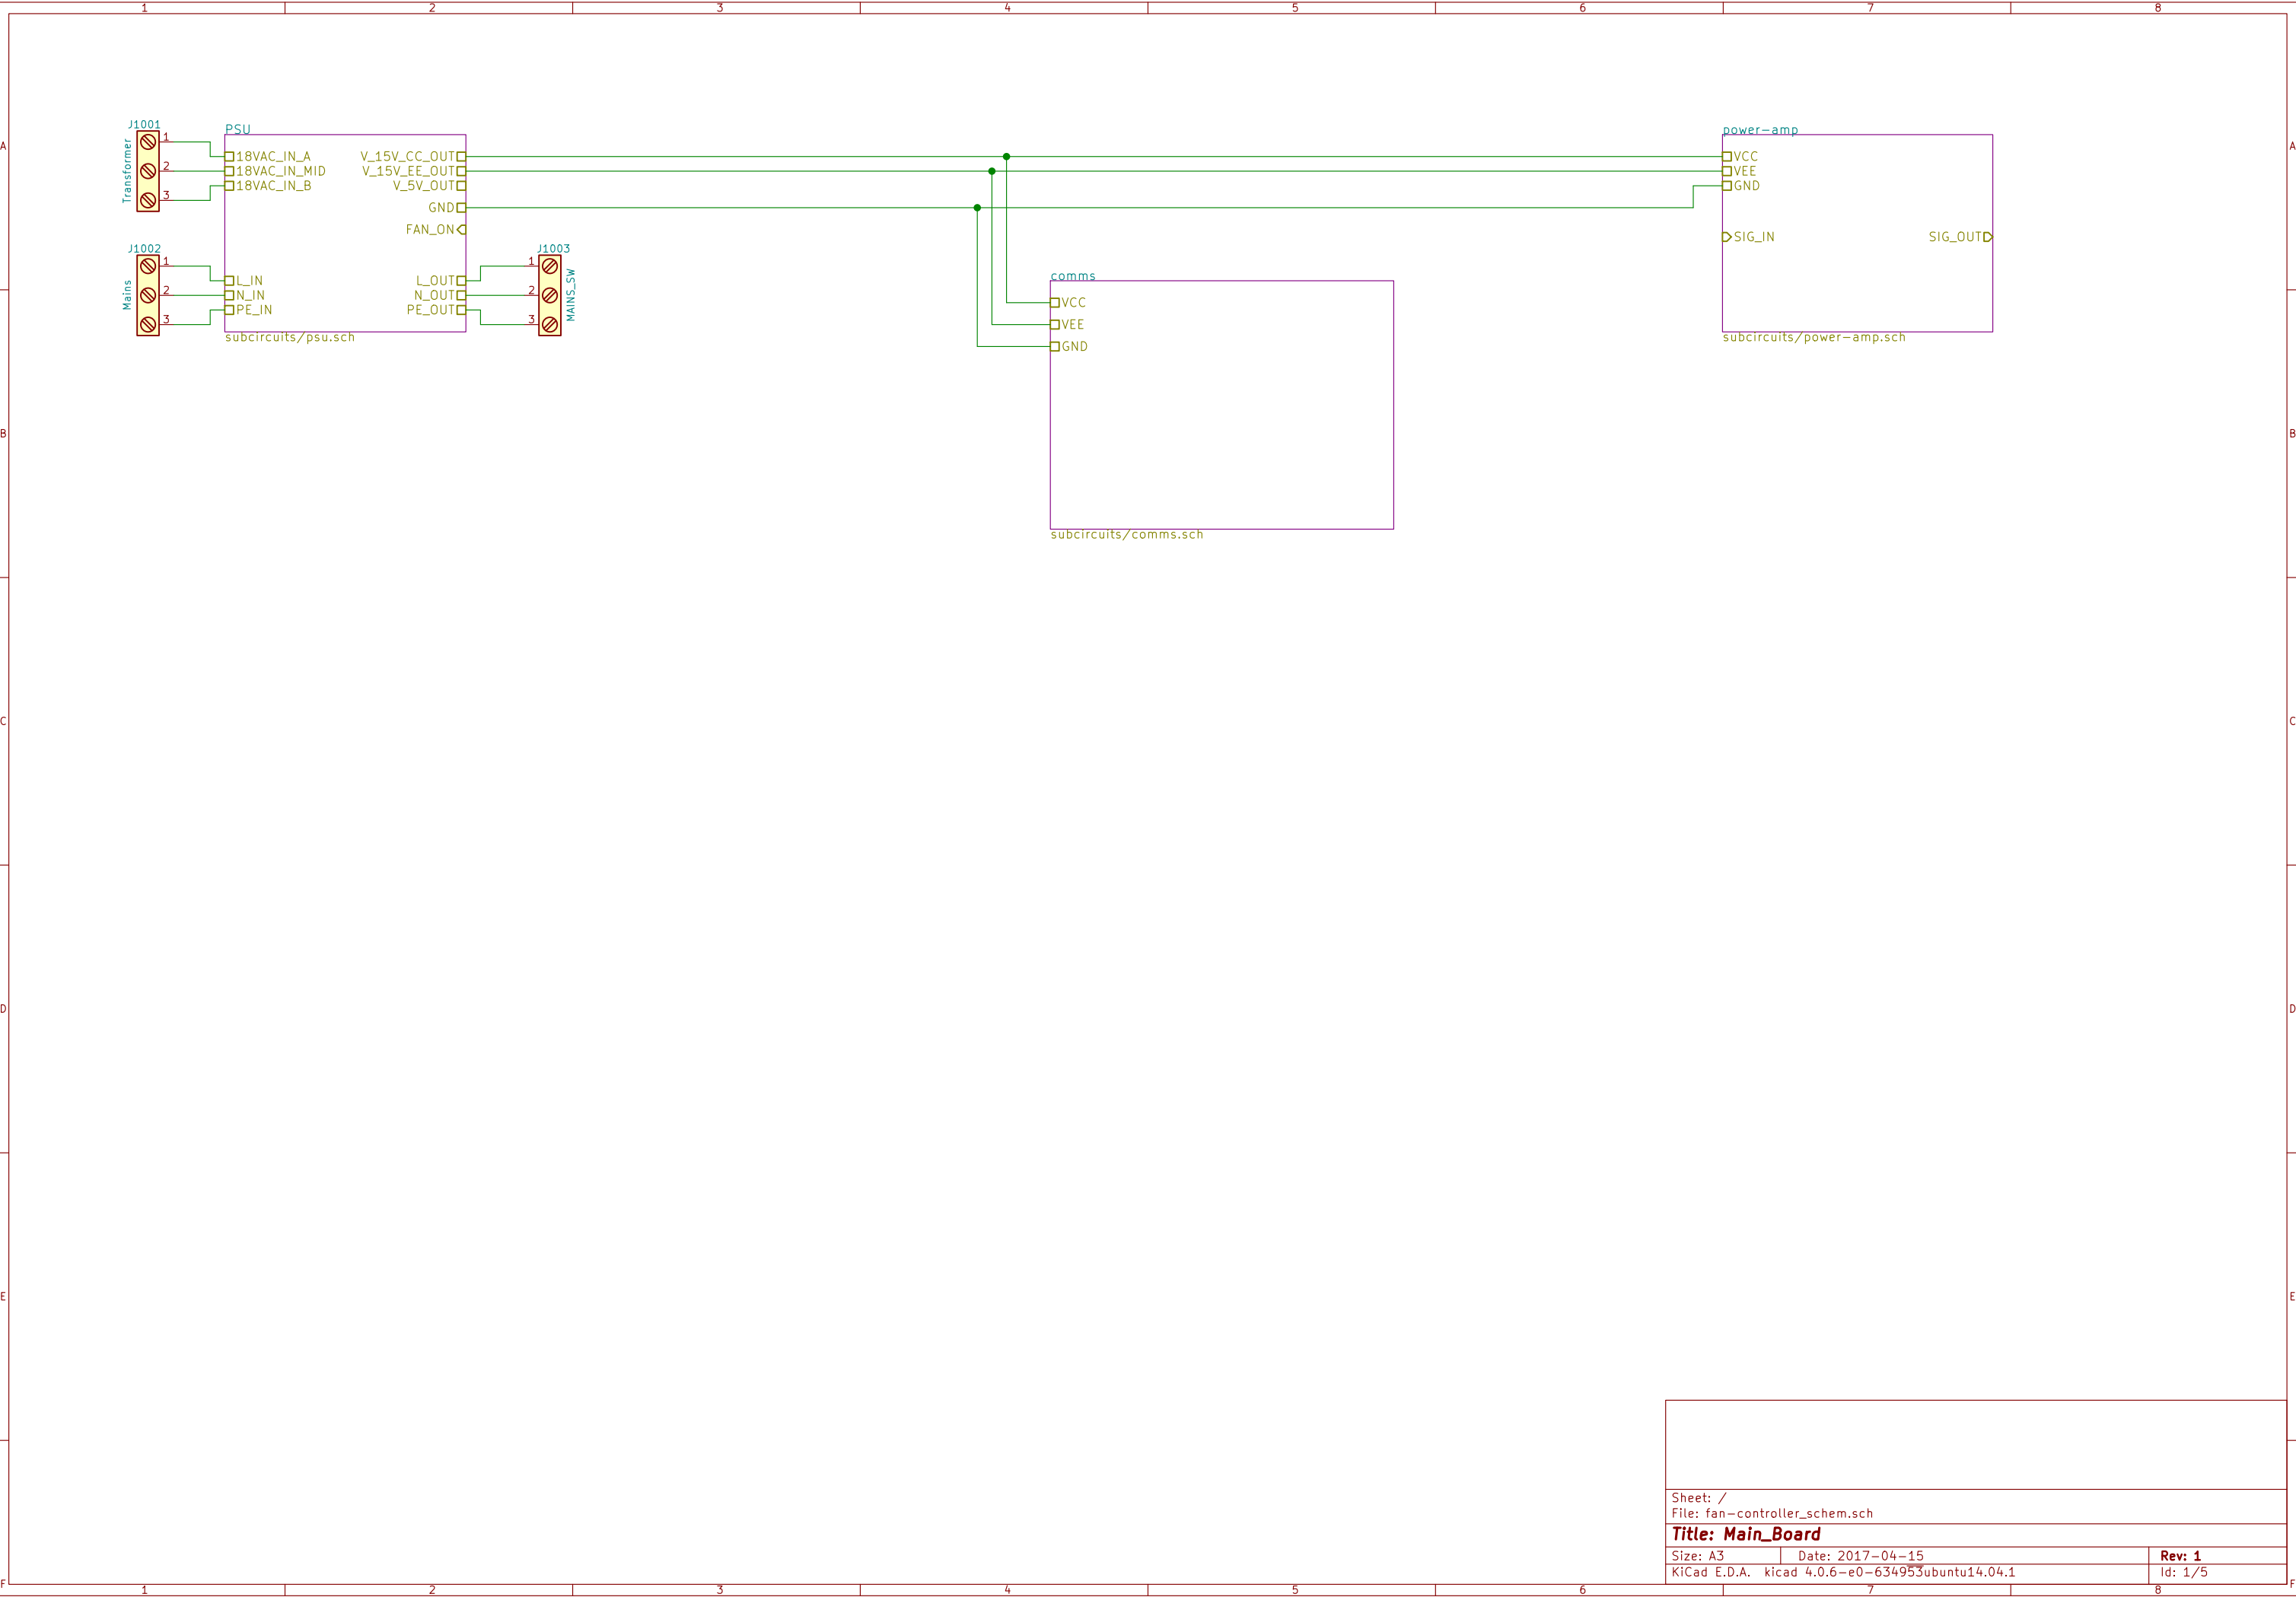 1 2 3 4 5 6 7 8
A A
B B
C C
D D
E E
F F
J1001
Transformer
1
2
3
J1002
Mains
1
2
3
PSU
18VAC_IN_A
18VAC_IN_MID
18VAC_IN_B
L_IN
N_IN
PE_IN
V_15V_CC_OUT
V_15V_EE_OUT
V_5V_OUT
GND
FAN_ON
L_OUT
N_OUT
PE_OUT
subcircuits/psu.sch
J1003
MAINS_SW
1
2
3
comms
VCC
VEE
GND
subcircuits/comms.sch
power-amp
VCC
VEE
GND
SIG_IN
SIG_OUT
subcircuits/power-amp.sch
Sheet: /
File: fan-controller_schem.sch
Title: Main_Board
Size: A3 Date: 2017-04-15 Rev: 1
KiCad E.D.A. kicad 4.0.6-e0-634953ubuntu14.04.1 Id: 1/5
1 2 3 4 5 6 7 8